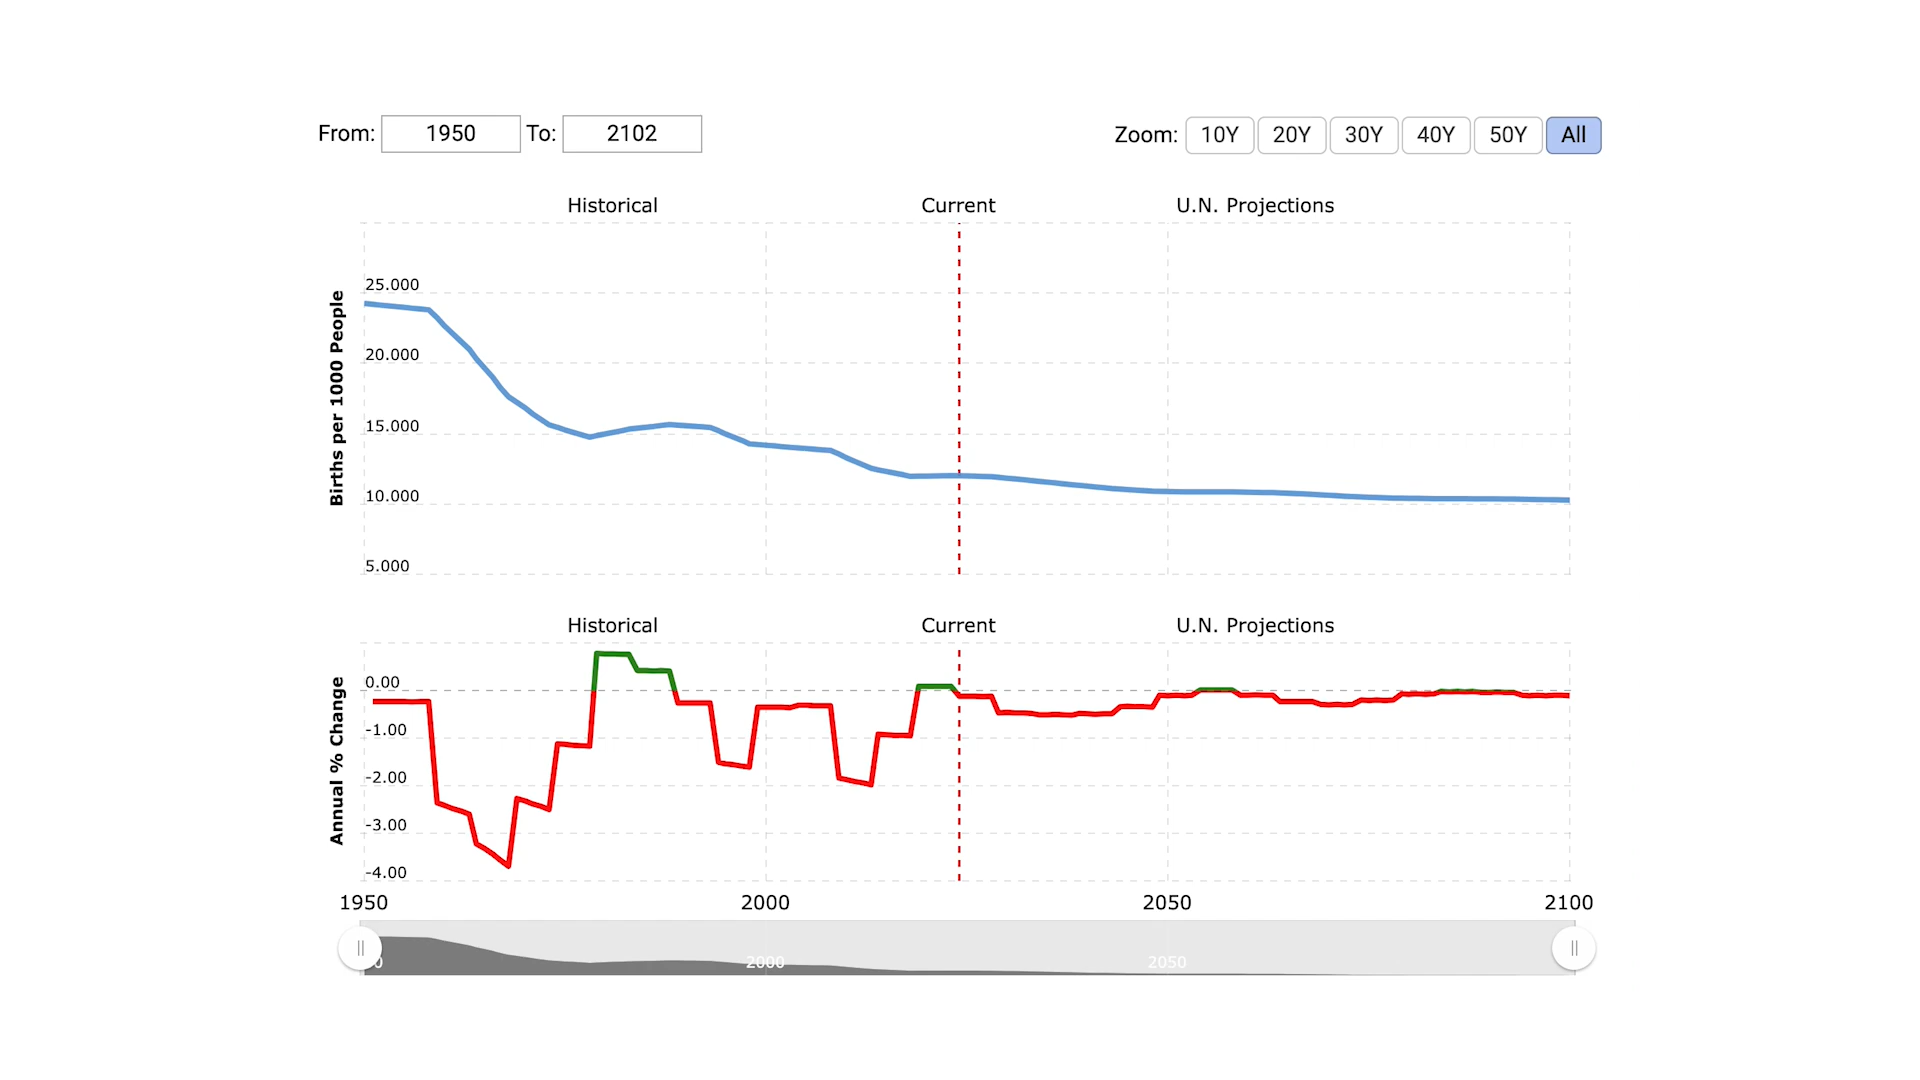 From: 1950 To: 2102
Zoom: 10Y 20Y 30Y 40Y 50Y All
Historical Current U.N. Projections
Births per 1000 People
25.000
20.000
15.000
10.000
5.000
Historical Current U.N. Projections
Annual % Change
0.00
-1.00
-2.00
-3.00
-4.00
1950 2000 2050 2100
0 2000 2050